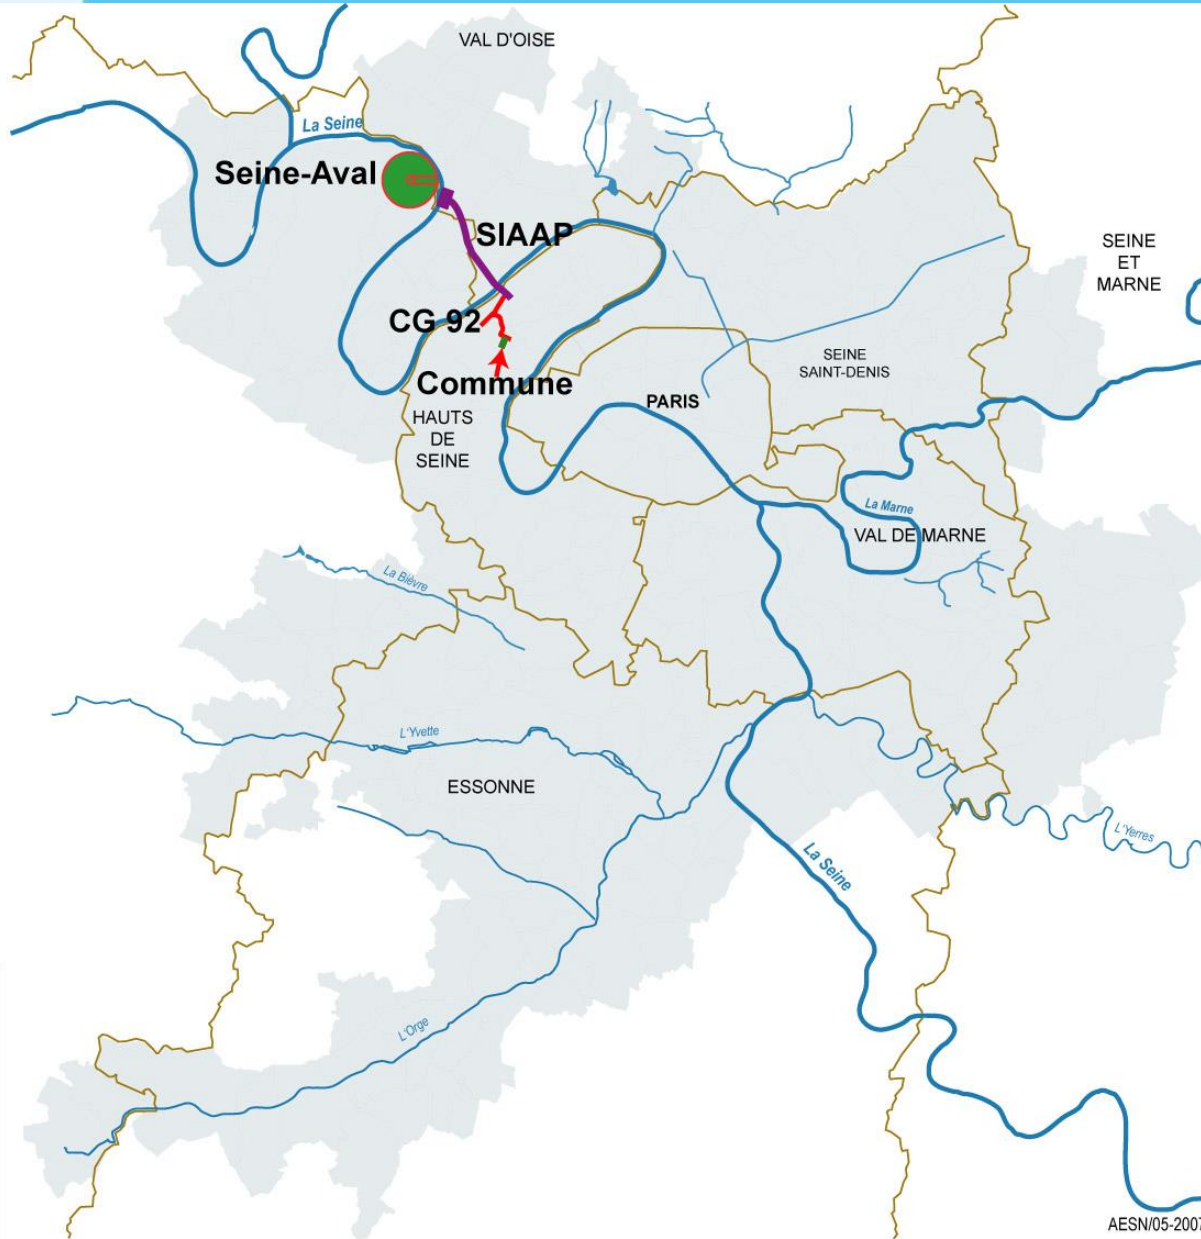 VAL D'OISE
La Seine
Seine-Aval
SIAAP
SEINE
ET
MARNE
CG 92
SEINE
SAINT-DENIS
Commune
PARIS
HAUTS
DE
SEINE
La Marne
VAL DE MARNE
La Bièvre
L'Yvette
ESSONNE
L'Yerres
La Seine
L'Orge
AESN/05-2007